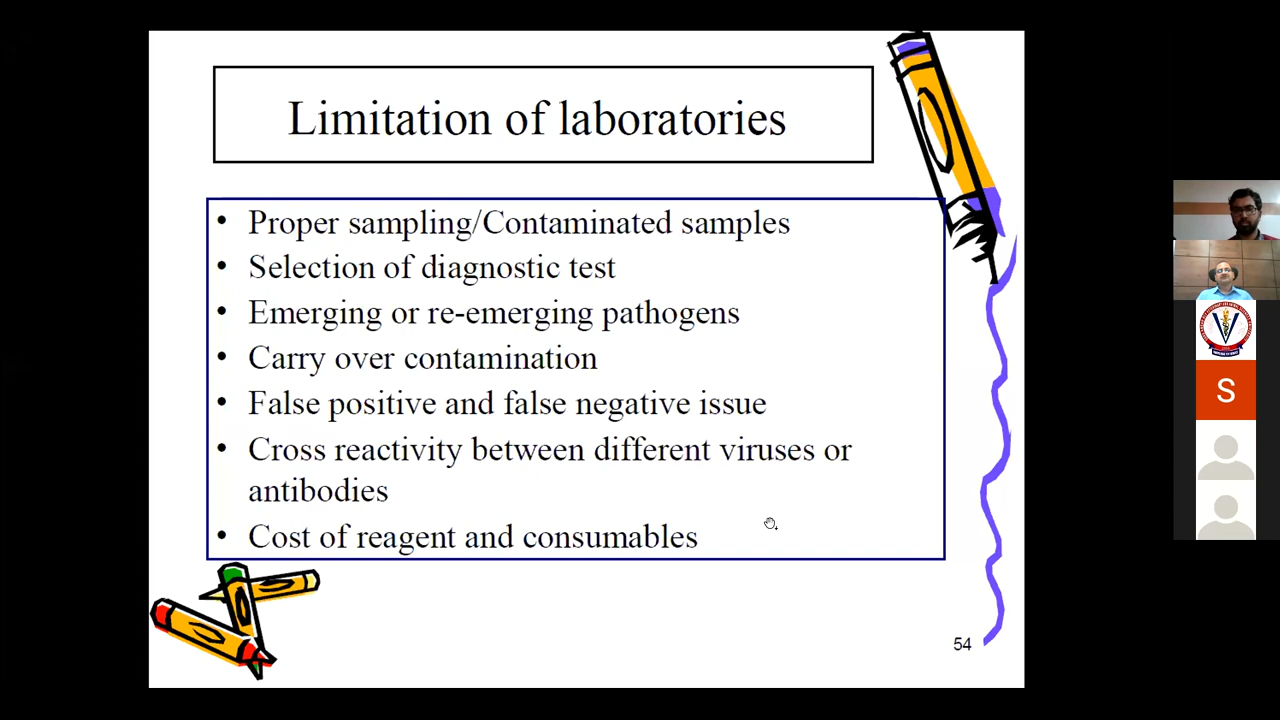 Limitation of laboratories
• Proper sampling/Contaminated samples
• Selection of diagnostic test
• Emerging or re-emerging pathogens
• Carry over contamination
• False positive and false negative issue
• Cross reactivity between different viruses or
antibodies
• Cost of reagent and consumables
54
V
S